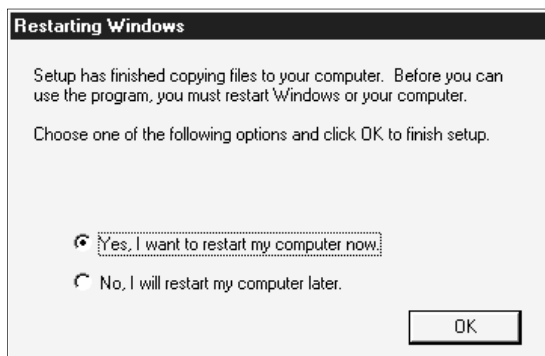 Restarting Windows
Setup has finished copying files to your computer.  Before you can
use the program, you must restart Windows or your computer.
Choose one of the following options and click OK to finish setup.
Yes, I want to restart my computer now.
No, I will restart my computer later.
OK